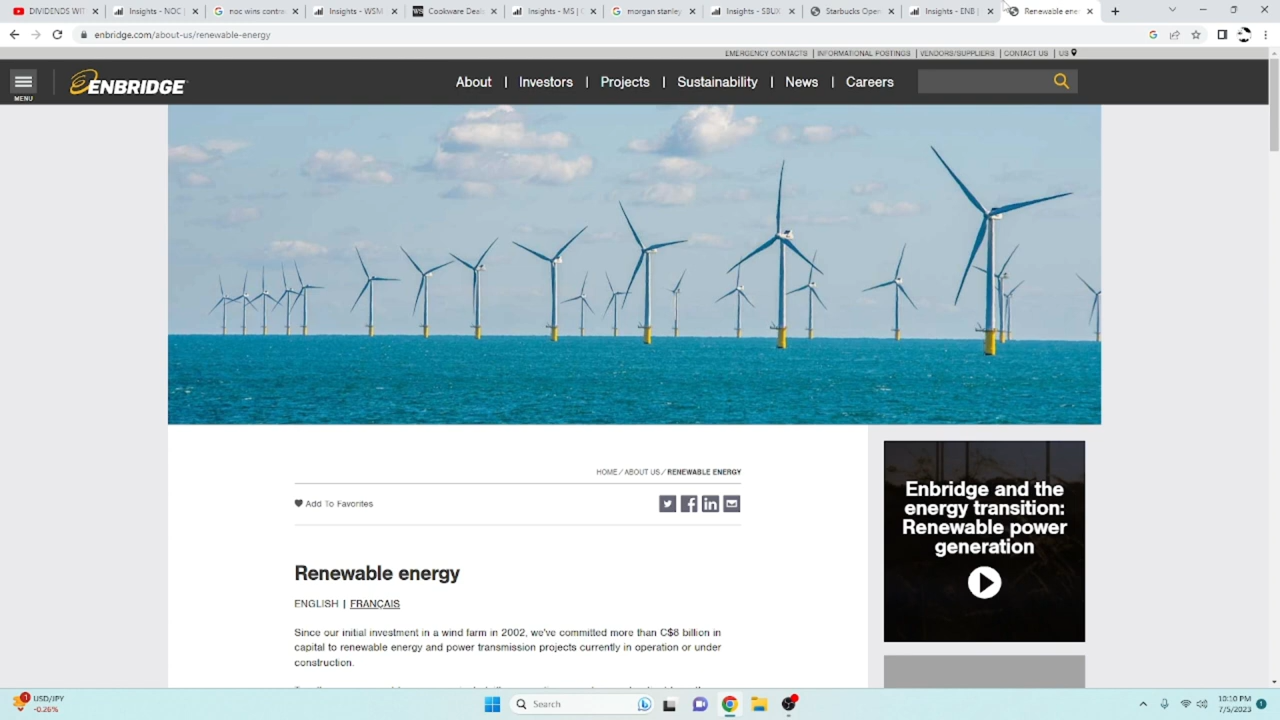 DIVIDENDS WIT
Insights - NOC |
noc wins contra
Insights - WSM
Cookware Deals
Insights - MS | C
morgan stanley
Insights - SBUX
Starbucks Open
Insights - ENB |
Renewable ene
enbridge.com/about-us/renewable-energy
EMERGENCY CONTACTS | INFORMATIONAL POSTINGS | VENDORS/SUPPLIERS | CONTACT US | US
MENU
ENBRIDGE
About | Investors | Projects | Sustainability | News | Careers
HOME / ABOUT US / RENEWABLE ENERGY
Add To Favorites
Enbridge and the
energy transition:
Renewable power
generation
Renewable energy
ENGLISH | FRANÇAIS
Since our initial investment in a wind farm in 2002, we've committed more than C$8 billion in
capital to renewable energy and power transmission projects currently in operation or under
construction.
USD/JPY
-0.26%
Search
10:10 PM
7/5/2023